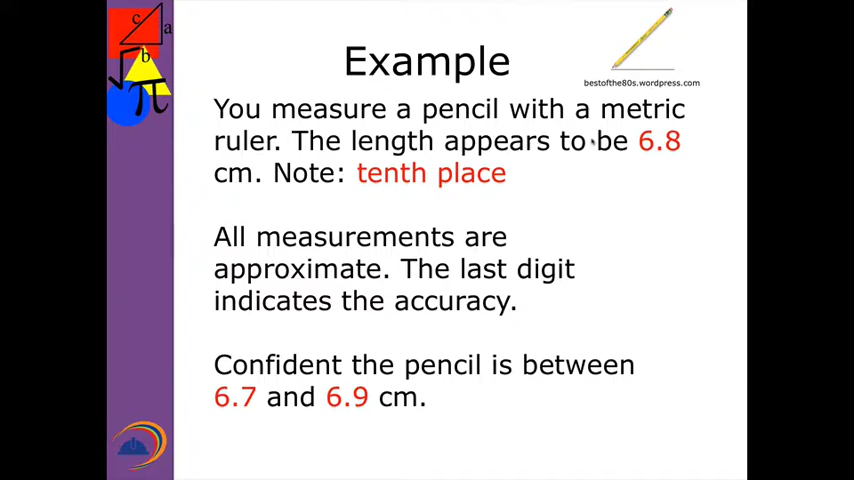 c
a
b
√
π
Example
bestofthe80s.wordpress.com
You measure a pencil with a metric
ruler. The length appears to be 6.8
cm. Note: tenth place
All measurements are
approximate. The last digit
indicates the accuracy.
Confident the pencil is between
6.7 and 6.9 cm.